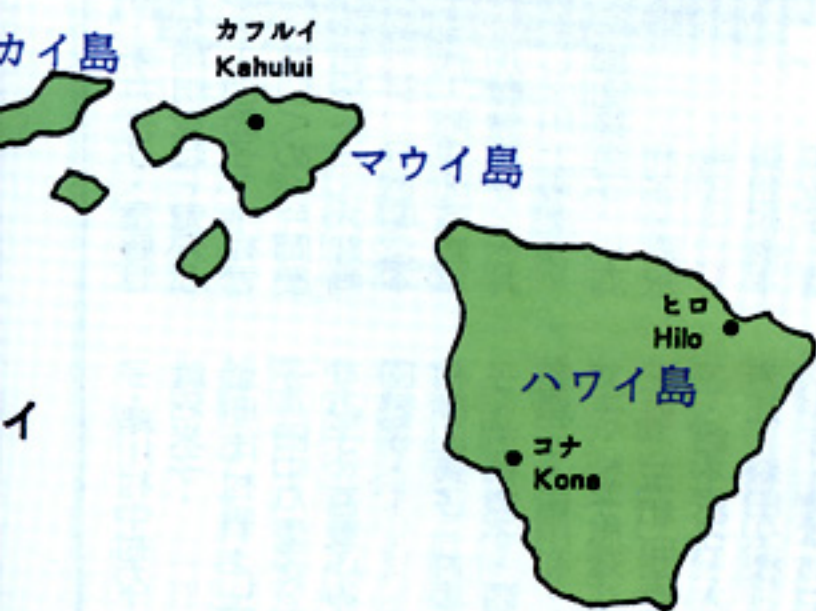 カイ島
カフルイ
Kahului
マウイ島
ヒロ
Hilo
ハワイ島
イ
コナ
Kona